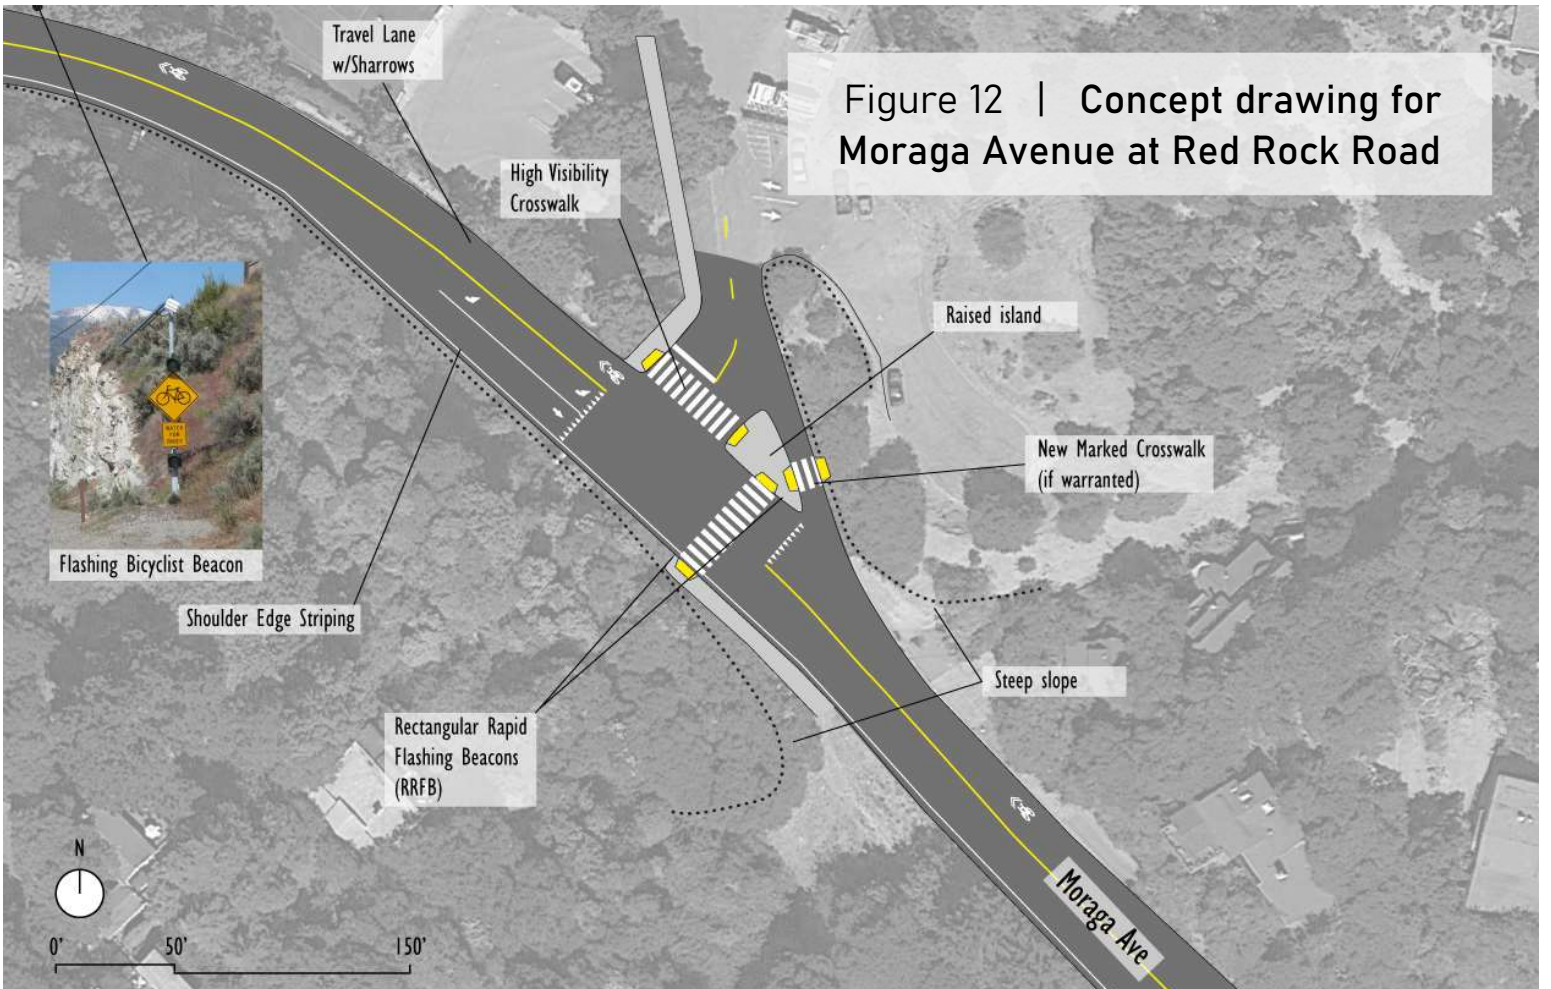 Travel Lane
w/Sharrows
Figure 12 | Concept drawing for
Moraga Avenue at Red Rock Road
High Visibility
Crosswalk
Raised island
New Marked Crosswalk
(if warranted)
WATCH
FOR
Flashing Bicyclist Beacon
Shoulder Edge Striping
Steep slope
Rectangular Rapid
Flashing Beacons
(RRFB)
N
0' 50' 150'
Moraga Ave